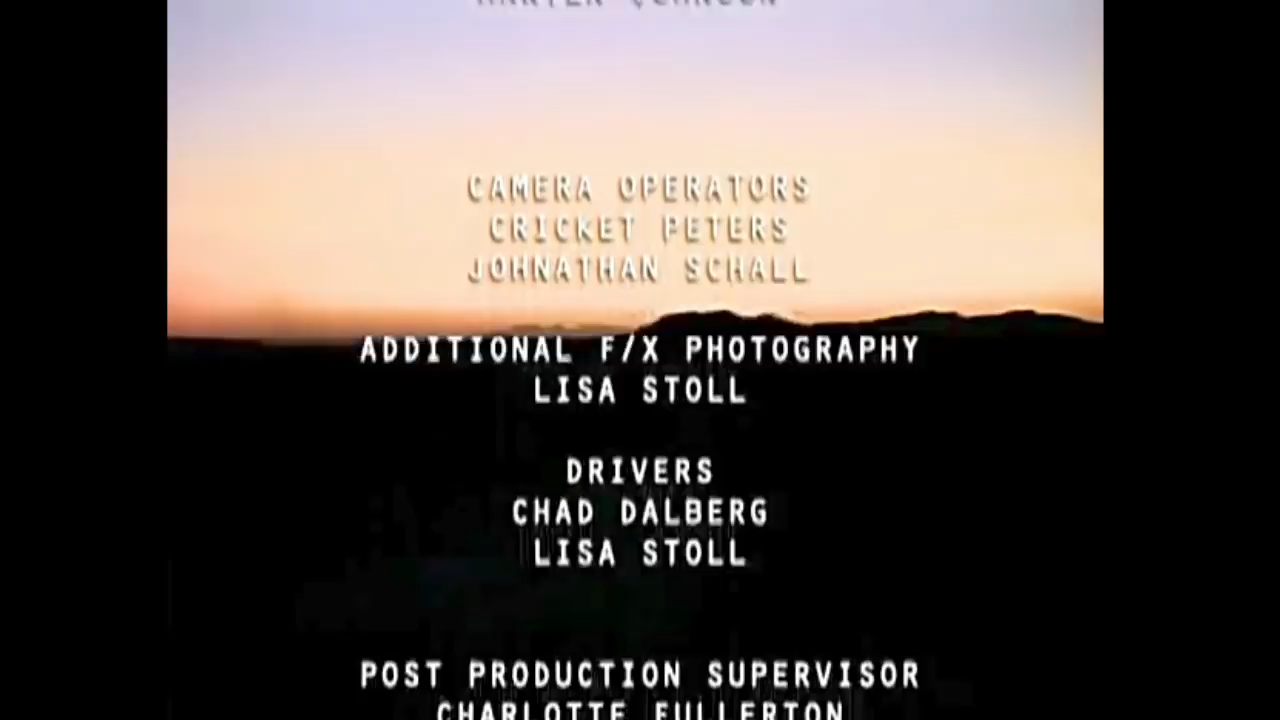 CAMERA OPERATORS
CRICKET PETERS
JOHNATHAN SCHALL
ADDITIONAL F/X PHOTOGRAPHY
LISA STOLL
DRIVERS
CHAD DALBERG
LISA STOLL
POST PRODUCTION SUPERVISOR
CHARLOTTE FULLERTON